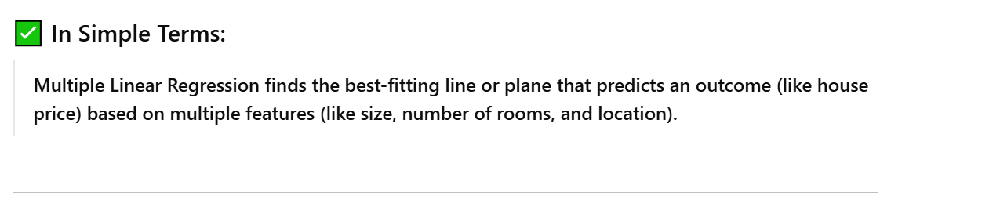 ✅ In Simple Terms:
Multiple Linear Regression finds the best-fitting line or plane that predicts an outcome (like house
price) based on multiple features (like size, number of rooms, and location).